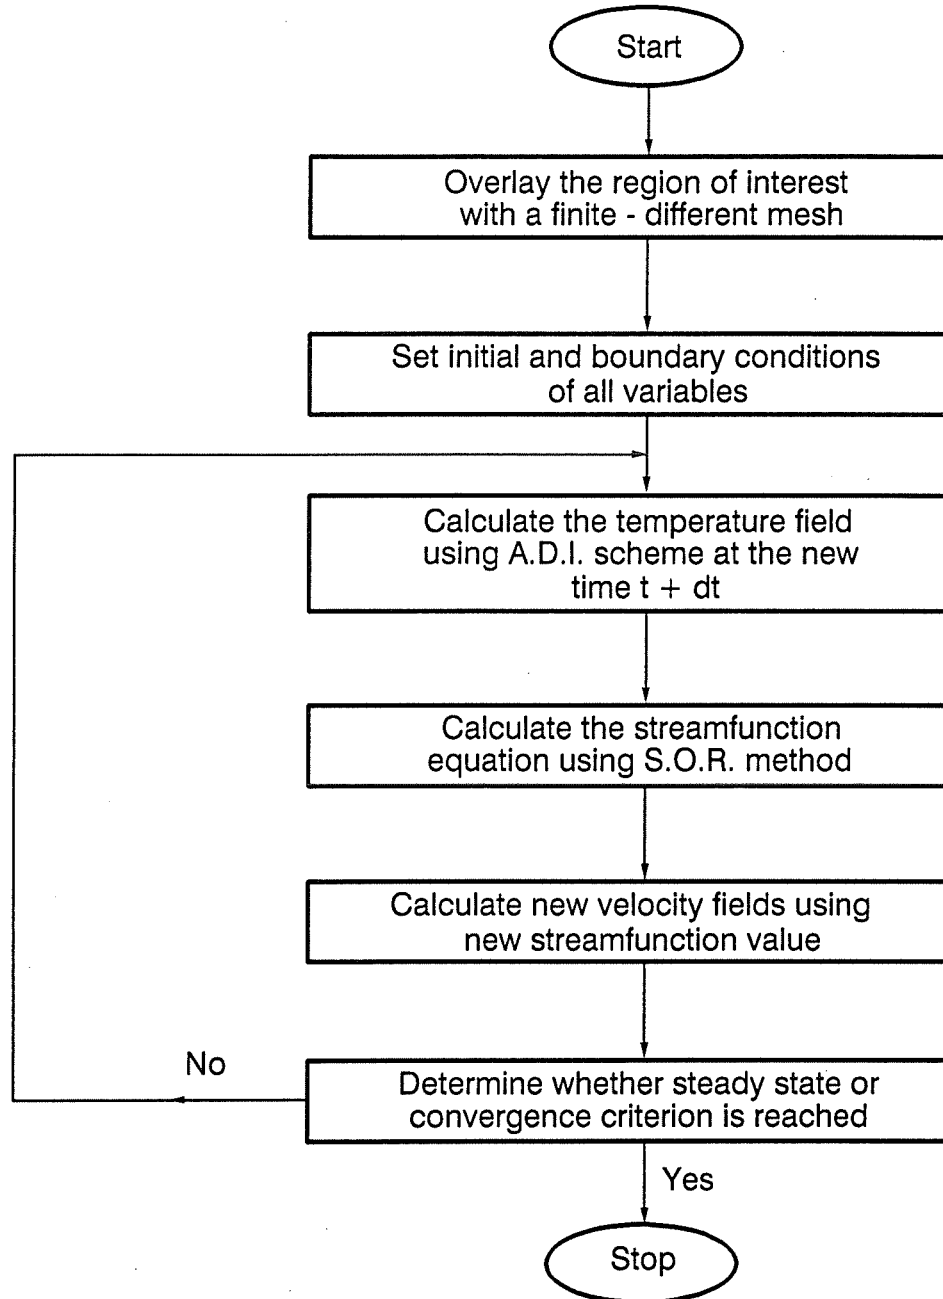 Start
Overlay the region of interest
with a finite - different mesh
Set initial and boundary conditions
of all variables
Calculate the temperature field
using A.D.I. scheme at the new
time t + dt
Calculate the streamfunction
equation using S.O.R. method
Calculate new velocity fields using
new streamfunction value
No
Determine whether steady state or
convergence criterion is reached
Yes
Stop